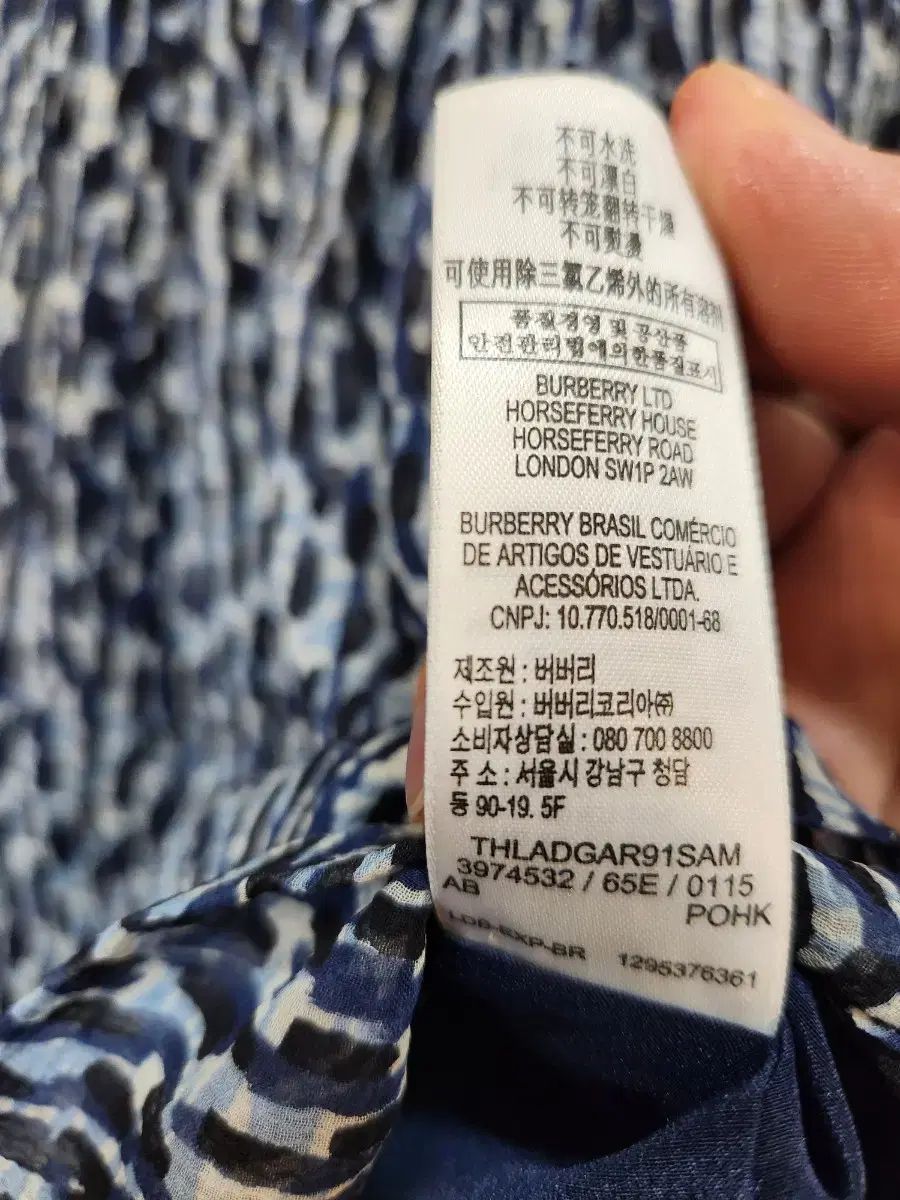 不可水洗
不可漂白
不可转笼翻转干燥
不可熨烫
可使用除三氯乙烯外的所有溶剂
품질경영 및 공산품
안전관리법에의한품질표시
BURBERRY LTD
HORSEFERRY HOUSE
HORSEFERRY ROAD
LONDON SW1P 2AW
BURBERRY BRASIL COMÉRCIO
DE ARTIGOS DE VESTUÁRIO E
ACESSÓRIOS LTDA.
CNPJ: 10.770.518/0001-68
제조원 : 버버리
수입원 : 버버리코리아㈜
소비자상담실 : 080 700 8800
주 소 : 서울시 강남구 청담
동 90-19. 5F
THLADGAR91SAM
3974532 / 65E / 0115
AB
POHK
LDB-EXP-BR 1295376361